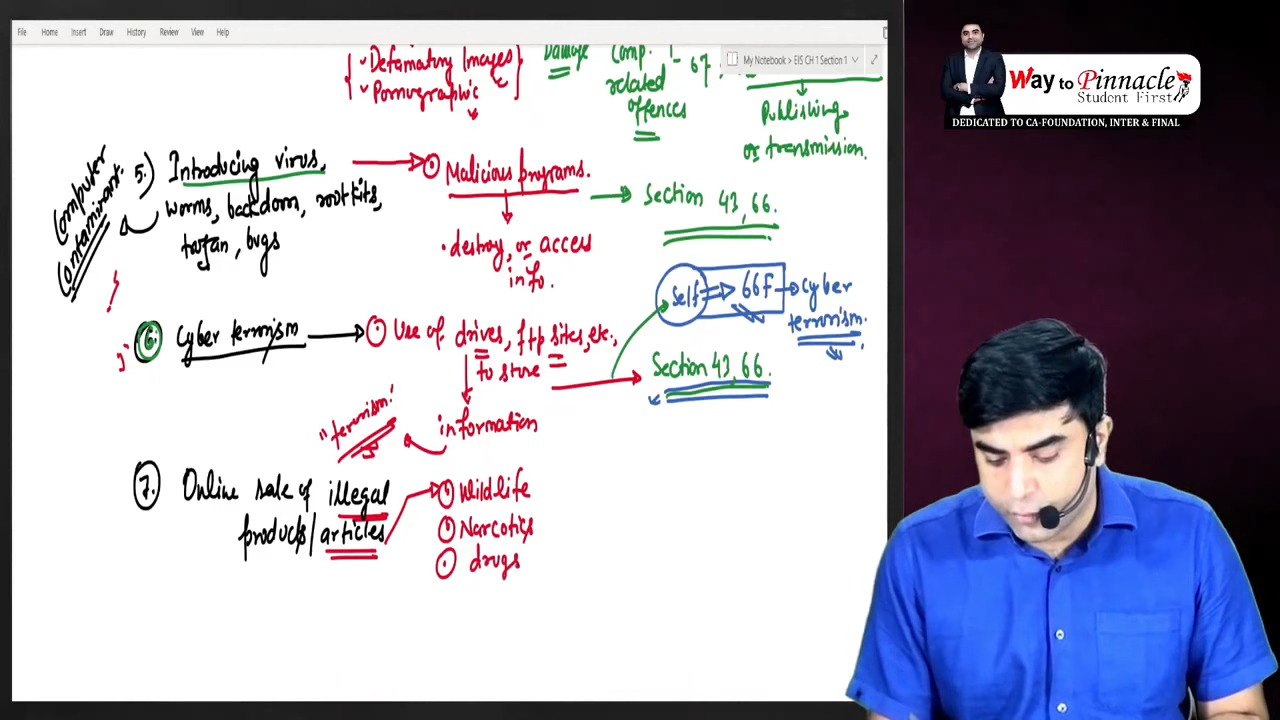 File Home Insert Draw History Review View Help
My Notebook > EIS CH 1 Section 1
Way to Pinnacle
Student First
DEDICATED TO CA-FOUNDATION, INTER & FINAL
Defamating Images
Pornographic
Damage
Comp.
related
offences
67
Publishing
or transmission.
Computer
Contaminant.
5.) Introducing virus,
worms, backdoor, rootkits,
trojan, bugs
Malicious programs.
destroy, or access
info.
Section 43, 66.
6. Cyber terrorism
Use of drives, ftp sites, etc.,
to store
information
"terrorism"
Self 66F Cyber
terrorism.
Section 43, 66.
7. Online sale of illegal
products/articles
Wildlife
Narcotics
drugs